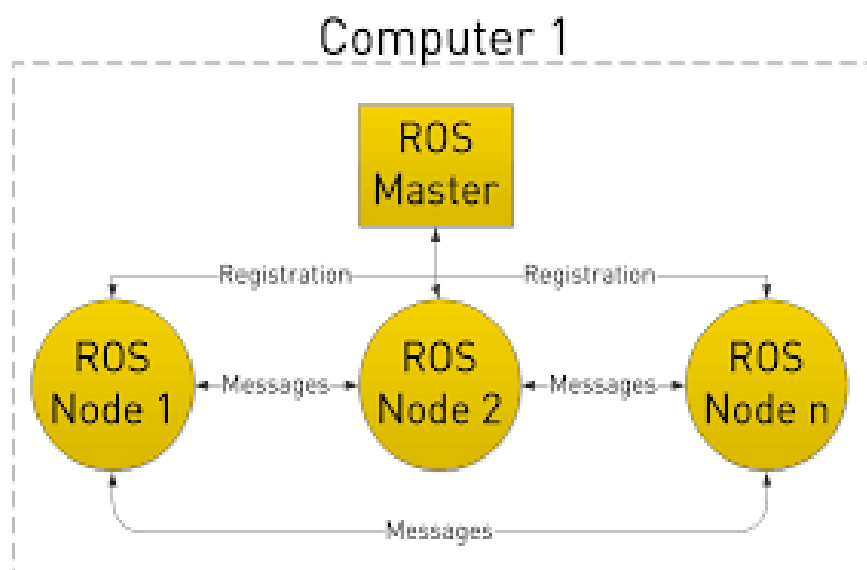 Computer 1
ROS
Master
Registration
Registration
ROS
Node 1
Messages
ROS
Node 2
Messages
ROS
Node n
Messages